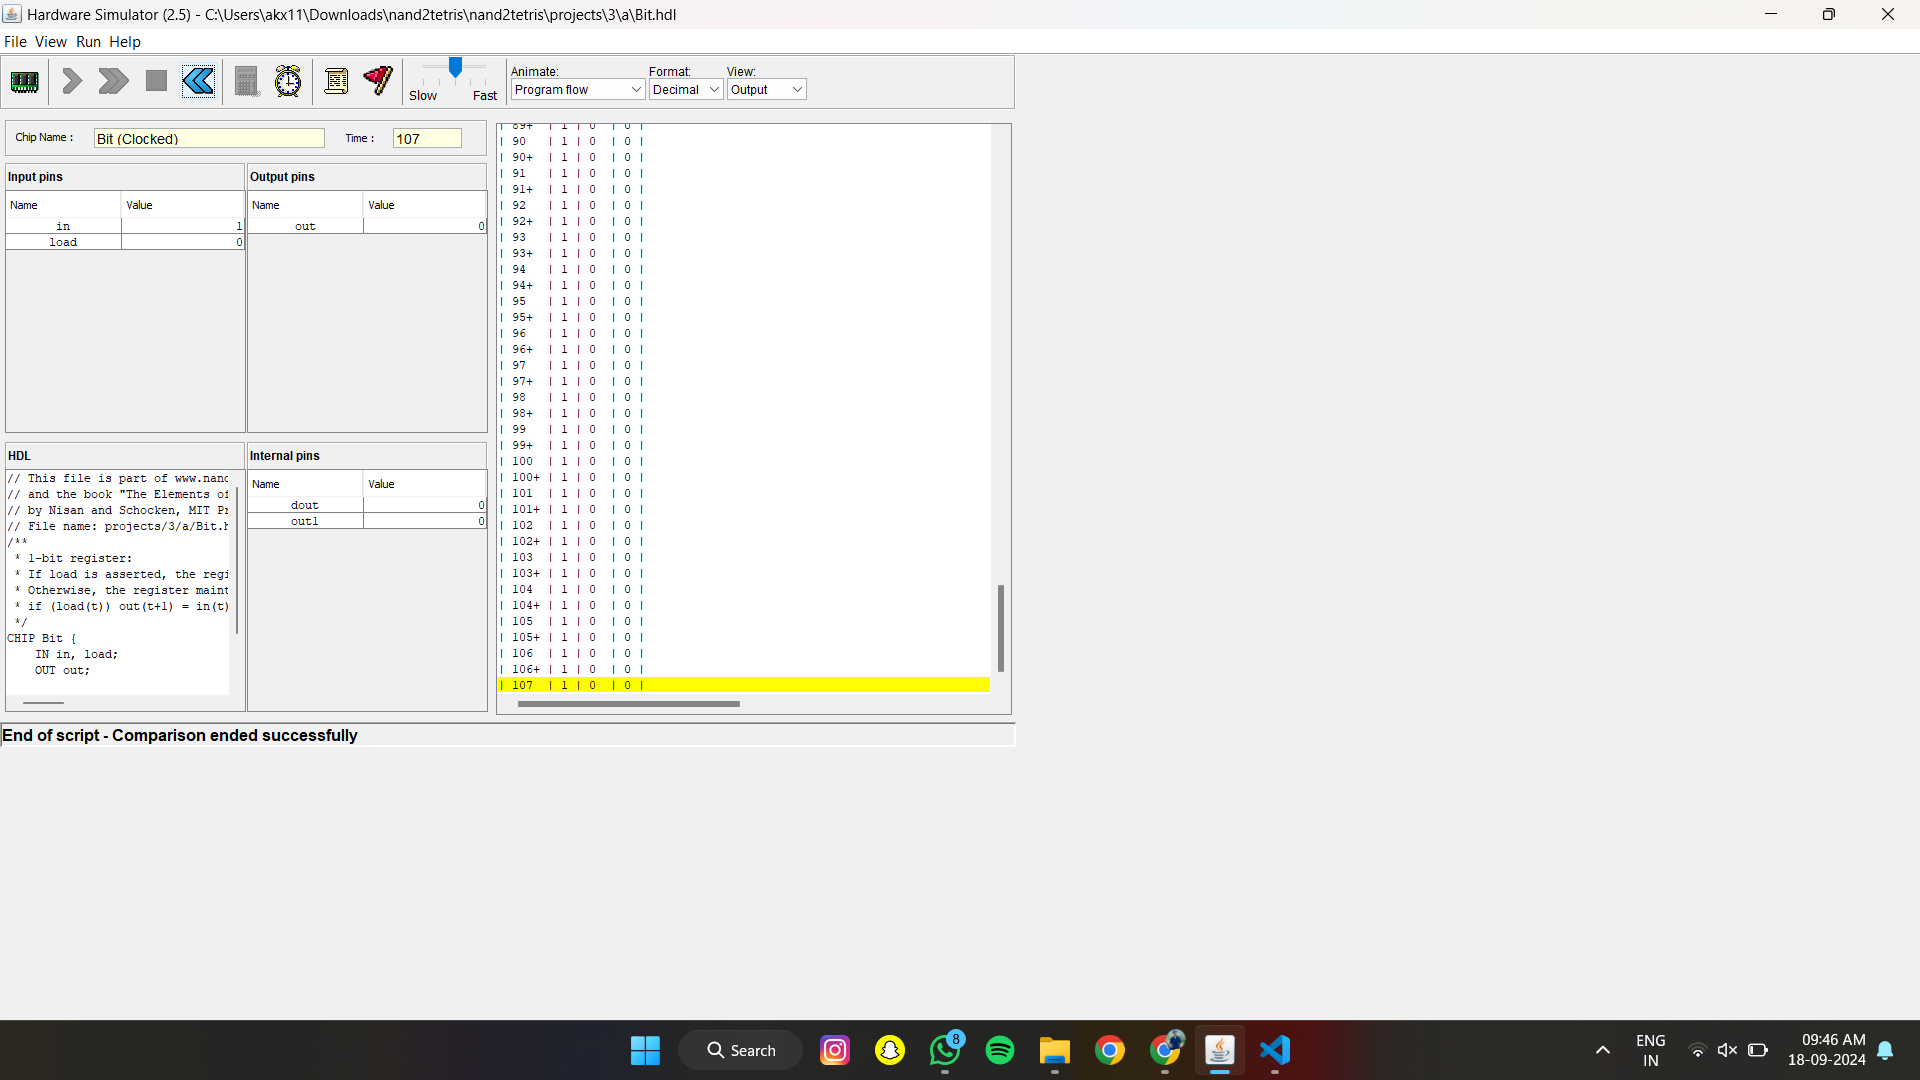 Hardware Simulator (2.5) - C:\Users\akx11\Downloads\nand2tetris\nand2tetris\projects\3\a\Bit.hdl
File View Run Help
Slow Fast
Animate: Format: View:
Program flow Decimal Output
Chip Name : Bit (Clocked) Time : 107
Input pins
Name Value
in 1
load 0
Output pins
Name Value
out 0
HDL
// This file is part of www.nand
// and the book "The Elements of
// by Nisan and Schocken, MIT Pr
// File name: projects/3/a/Bit.h
/**
* 1-bit register:
* If load is asserted, the regi
* Otherwise, the register maint
* if (load(t)) out(t+1) = in(t)
*/
CHIP Bit {
IN in, load;
OUT out;
Internal pins
Name Value
dout 0
out1 0
| 89+ | 1 | 0 | 0 |
| 90 | 1 | 0 | 0 |
| 90+ | 1 | 0 | 0 |
| 91 | 1 | 0 | 0 |
| 91+ | 1 | 0 | 0 |
| 92 | 1 | 0 | 0 |
| 92+ | 1 | 0 | 0 |
| 93 | 1 | 0 | 0 |
| 93+ | 1 | 0 | 0 |
| 94 | 1 | 0 | 0 |
| 94+ | 1 | 0 | 0 |
| 95 | 1 | 0 | 0 |
| 95+ | 1 | 0 | 0 |
| 96 | 1 | 0 | 0 |
| 96+ | 1 | 0 | 0 |
| 97 | 1 | 0 | 0 |
| 97+ | 1 | 0 | 0 |
| 98 | 1 | 0 | 0 |
| 98+ | 1 | 0 | 0 |
| 99 | 1 | 0 | 0 |
| 99+ | 1 | 0 | 0 |
| 100 | 1 | 0 | 0 |
| 100+ | 1 | 0 | 0 |
| 101 | 1 | 0 | 0 |
| 101+ | 1 | 0 | 0 |
| 102 | 1 | 0 | 0 |
| 102+ | 1 | 0 | 0 |
| 103 | 1 | 0 | 0 |
| 103+ | 1 | 0 | 0 |
| 104 | 1 | 0 | 0 |
| 104+ | 1 | 0 | 0 |
| 105 | 1 | 0 | 0 |
| 105+ | 1 | 0 | 0 |
| 106 | 1 | 0 | 0 |
| 106+ | 1 | 0 | 0 |
| 107 | 1 | 0 | 0 |
End of script - Comparison ended successfully
Search
8
ENG
IN
09:46 AM
18-09-2024